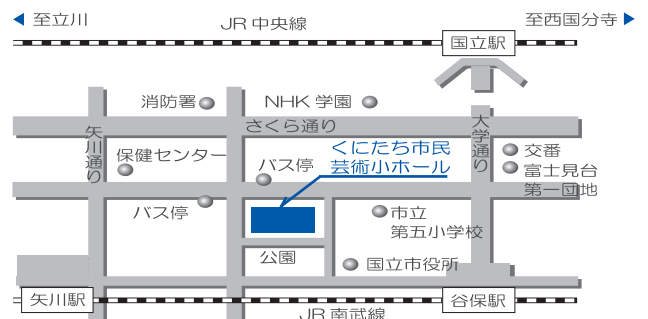 至立川
JR中央線
至西国分寺
国立駅
消防署
NHK 学園
さくら通り
大学通り
矢川通り
保健センター
バス停
くにたち市民
芸術小ホール
交番
富士見台
第一団地
バス停
市立
第五小学校
公園
国立市役所
矢川駅
谷保駅
JR南武線